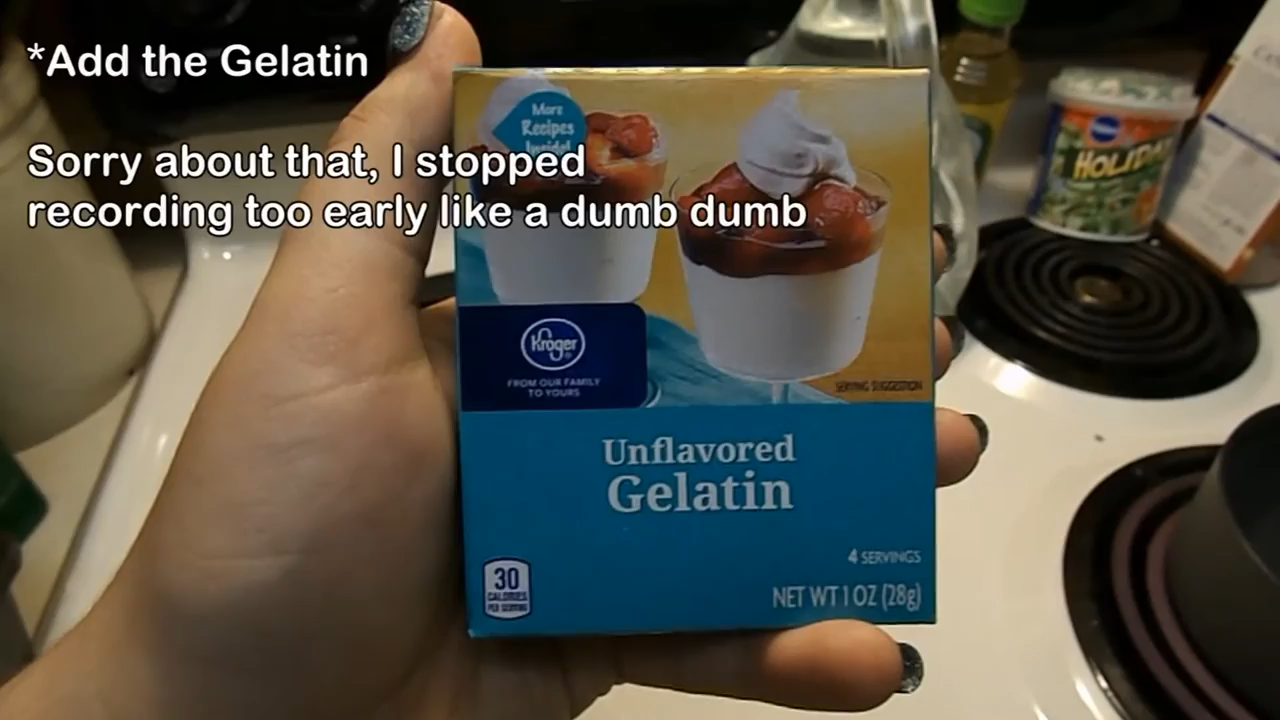 *Add the Gelatin
Sorry about that, I stopped
recording too early like a dumb dumb
More
Recipes
Inside!
Kroger
FROM OUR FAMILY
TO YOURS
SERVING SUGGESTION
Unflavored
Gelatin
4 SERVINGS
30
CALORIES
PER SERVING
NET WT 1 OZ (28g)
HOLIDAY